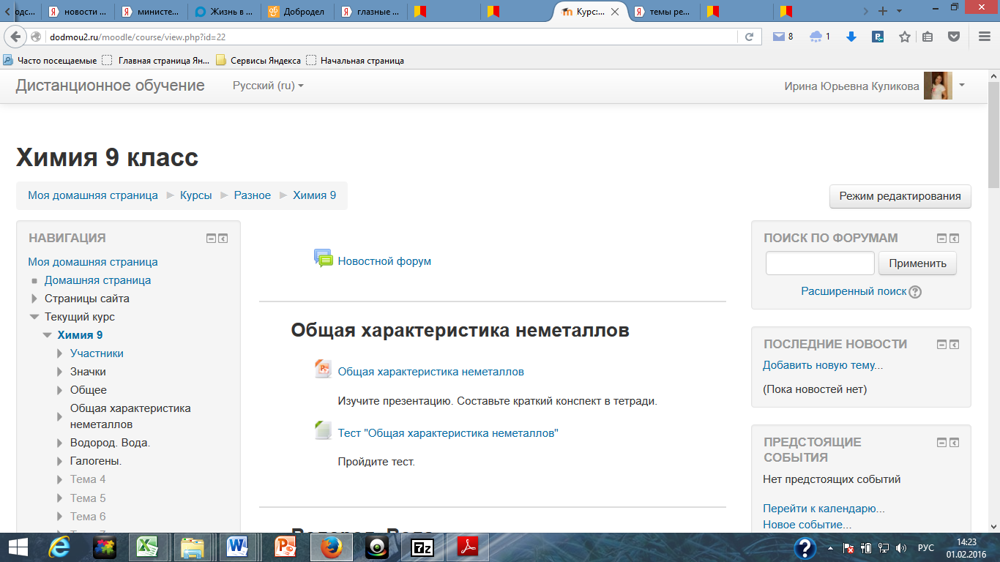 одс...
новости ...
министе...
Жизнь в ...
Добродел
глазные ...
Курс:...
темы ре...
dodmou2.ru/moodle/course/view.php?id=22
8
1
Часто посещаемые
Главная страница Ян...
Сервисы Яндекса
Начальная страница
Дистанционное обучение
Русский (ru)
Ирина Юрьевна Куликова
Химия 9 класс
Моя домашняя страница
Курсы
Разное
Химия 9
Режим редактирования
НАВИГАЦИЯ
Моя домашняя страница
Домашняя страница
Страницы сайта
Текущий курс
Химия 9
Участники
Значки
Общее
Общая характеристика
неметаллов
Водород. Вода.
Галогены.
Тема 4
Тема 5
Тема 6
Новостной форум
Общая характеристика неметаллов
Общая характеристика неметаллов
Изучите презентацию. Составьте краткий конспект в тетради.
Тест "Общая характеристика неметаллов"
Пройдите тест.
Водород. Вода.
ПОИСК ПО ФОРУМАМ
Применить
Расширенный поиск
ПОСЛЕДНИЕ НОВОСТИ
Добавить новую тему...
(Пока новостей нет)
ПРЕДСТОЯЩИЕ
СОБЫТИЯ
Нет предстоящих событий
Перейти к календарю...
Новое событие...
РУС
14:23
01.02.2016